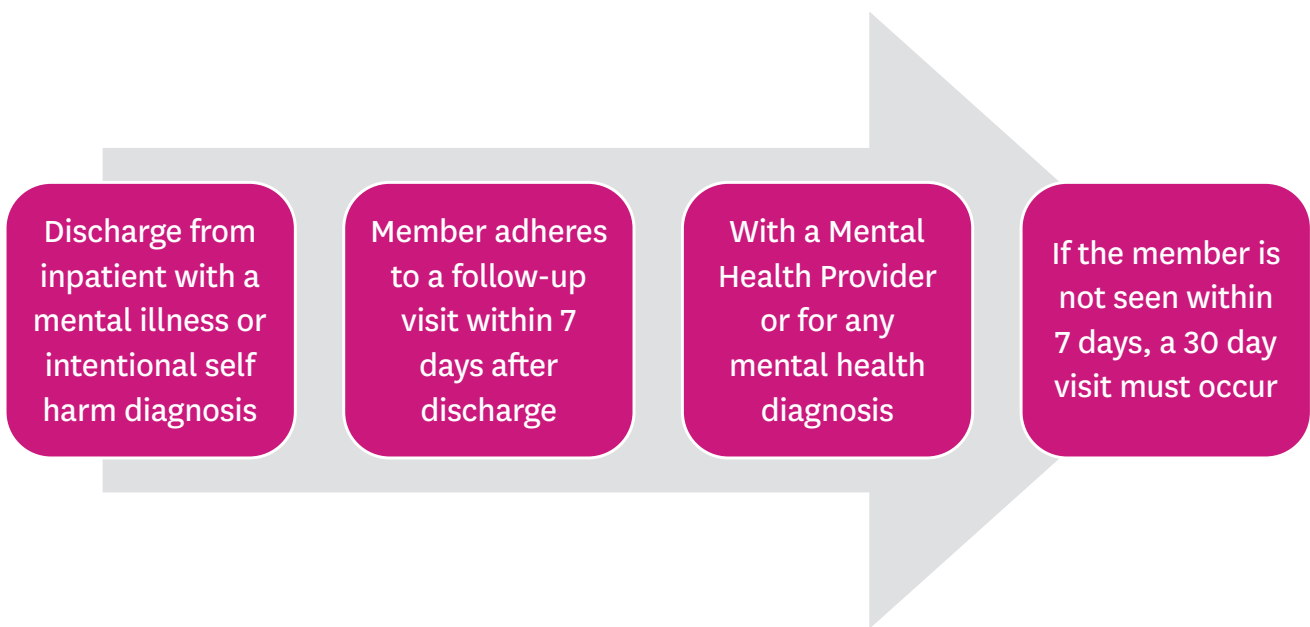 Discharge from
inpatient with a
mental illness or
intentional self
harm diagnosis
Member adheres
to a follow-up
visit within 7
days after
discharge
With a Mental
Health Provider
or for any
mental health
diagnosis
If the member is
not seen within
7 days, a 30 day
visit must occur